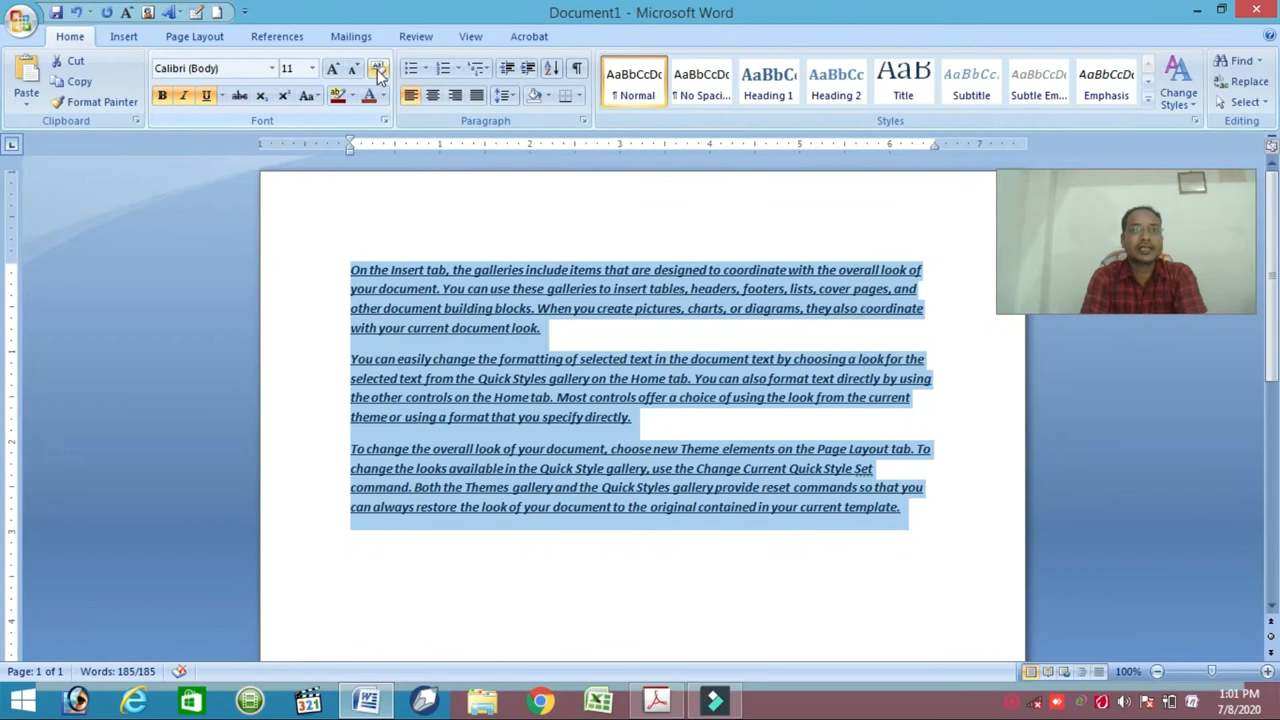 Document1 - Microsoft Word
Home Insert Page Layout References Mailings Review View Acrobat
Cut
Copy
Format Painter
Paste
Clipboard
Calibri (Body) 11
Font
Paragraph
AaBbCcDc AaBbCcDc AaBbC AaBbCc AaB AaBbCc. AaBbCcD AaBbCcD
¶ Normal ¶ No Spaci... Heading 1 Heading 2 Title Subtitle Subtle Em... Emphasis
Change Styles
Styles
Find
Replace
Select
Editing
On the Insert tab, the galleries include items that are designed to coordinate with the overall look of
your document. You can use these galleries to insert tables, headers, footers, lists, cover pages, and
other document building blocks. When you create pictures, charts, or diagrams, they also coordinate
with your current document look.
You can easily change the formatting of selected text in the document text by choosing a look for the
selected text from the Quick Styles gallery on the Home tab. You can also format text directly by using
the other controls on the Home tab. Most controls offer a choice of using the look from the current
theme or using a format that you specify directly.
To change the overall look of your document, choose new Theme elements on the Page Layout tab. To
change the looks available in the Quick Style gallery, use the Change Current Quick Style Set
command. Both the Themes gallery and the Quick Styles gallery provide reset commands so that you
can always restore the look of your document to the original contained in your current template.
Page: 1 of 1 Words: 185/185 100%
321
1:01 PM
7/8/2020